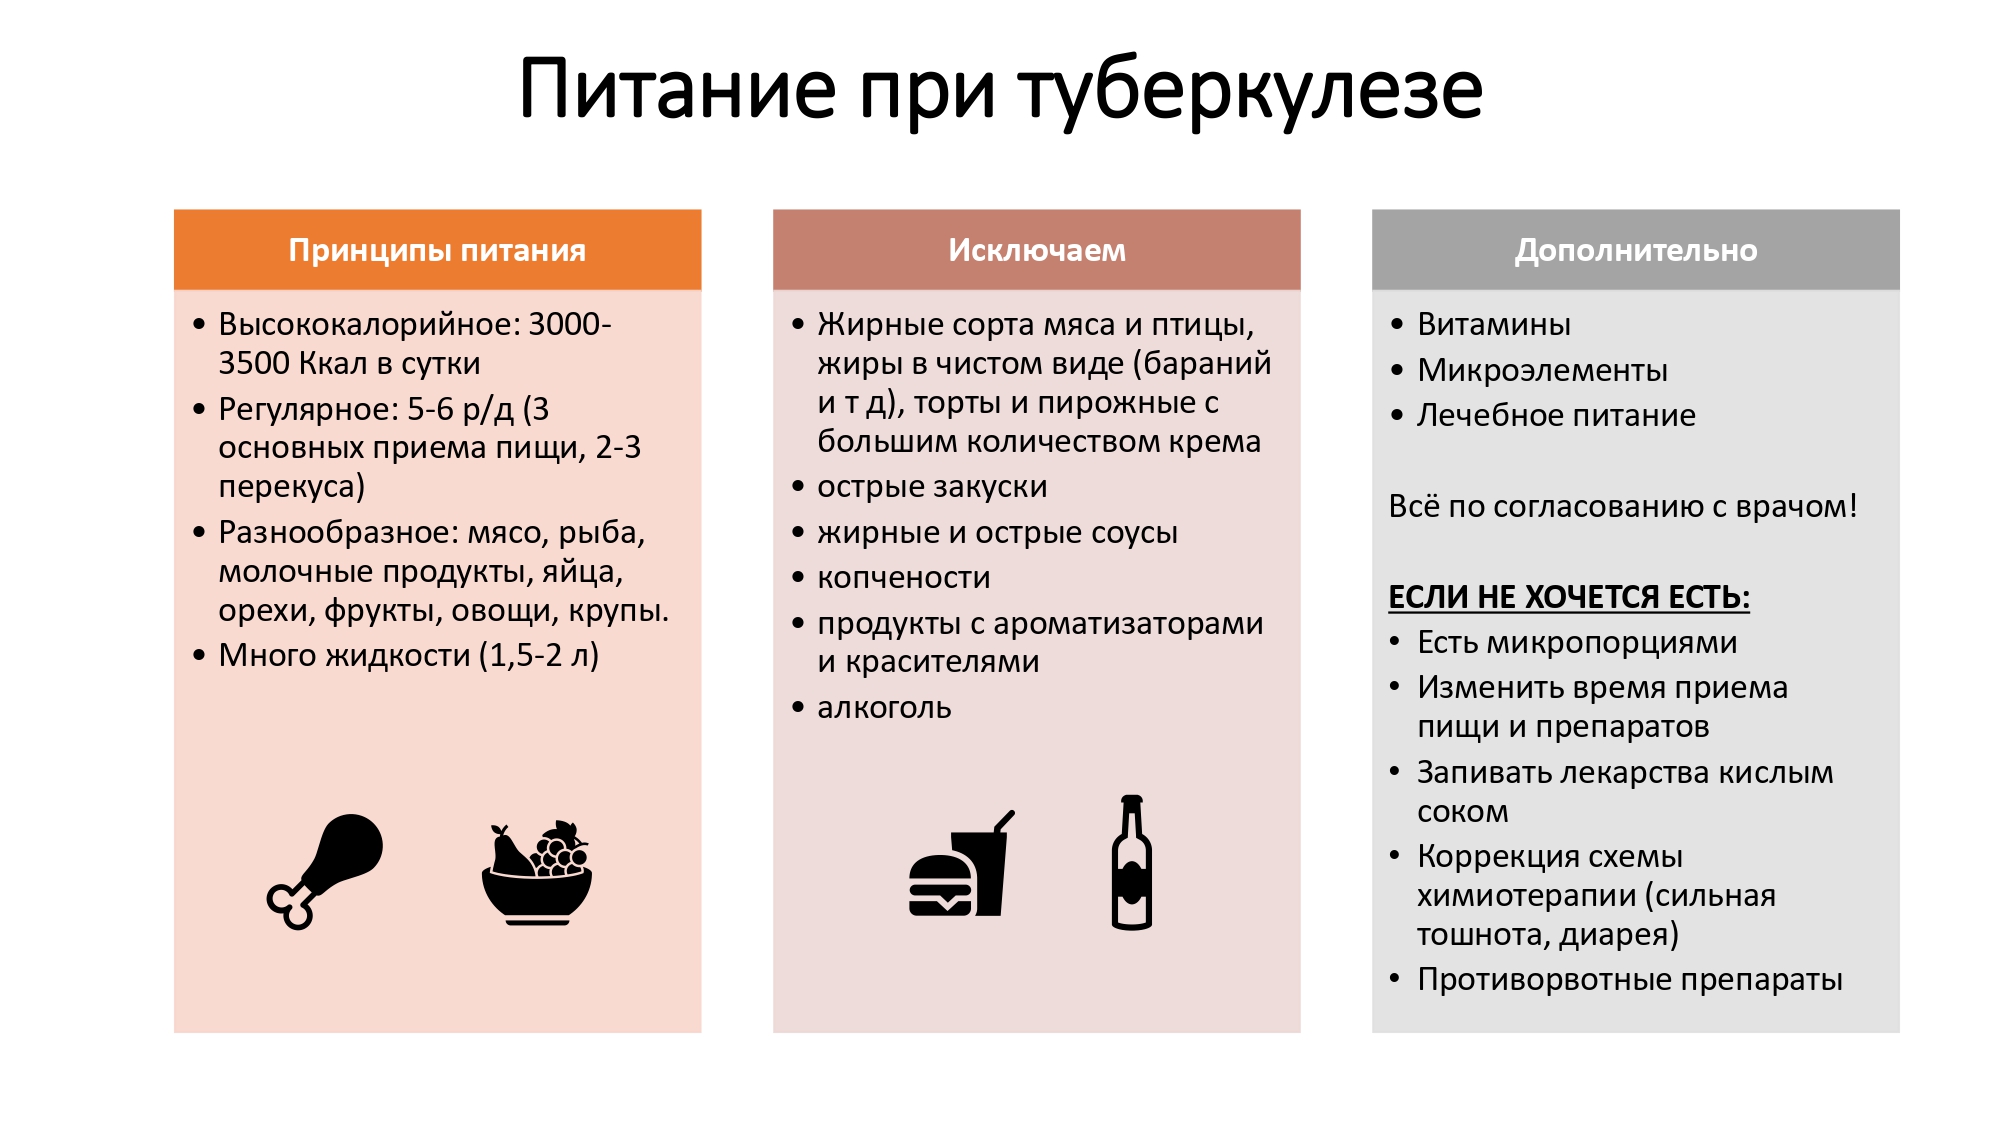 Питание при туберкулезе
Принципы питания
• Высококалорийное: 3000-
3500 Ккал в сутки
• Регулярное: 5-6 р/д (3
основных приема пищи, 2-3
перекуса)
• Разнообразное: мясо, рыба,
молочные продукты, яйца,
орехи, фрукты, овощи, крупы.
• Много жидкости (1,5-2 л)
Исключаем
• Жирные сорта мяса и птицы,
жиры в чистом виде (бараний
и т д), торты и пирожные с
большим количеством крема
• острые закуски
• жирные и острые соусы
• копчености
• продукты с ароматизаторами
и красителями
• алкоголь
Дополнительно
• Витамины
• Микроэлементы
• Лечебное питание
Всё по согласованию с врачом!
ЕСЛИ НЕ ХОЧЕТСЯ ЕСТЬ:
• Есть микропорциями
• Изменить время приема
пищи и препаратов
• Запивать лекарства кислым
соком
• Коррекция схемы
химиотерапии (сильная
тошнота, диарея)
• Противорвотные препараты